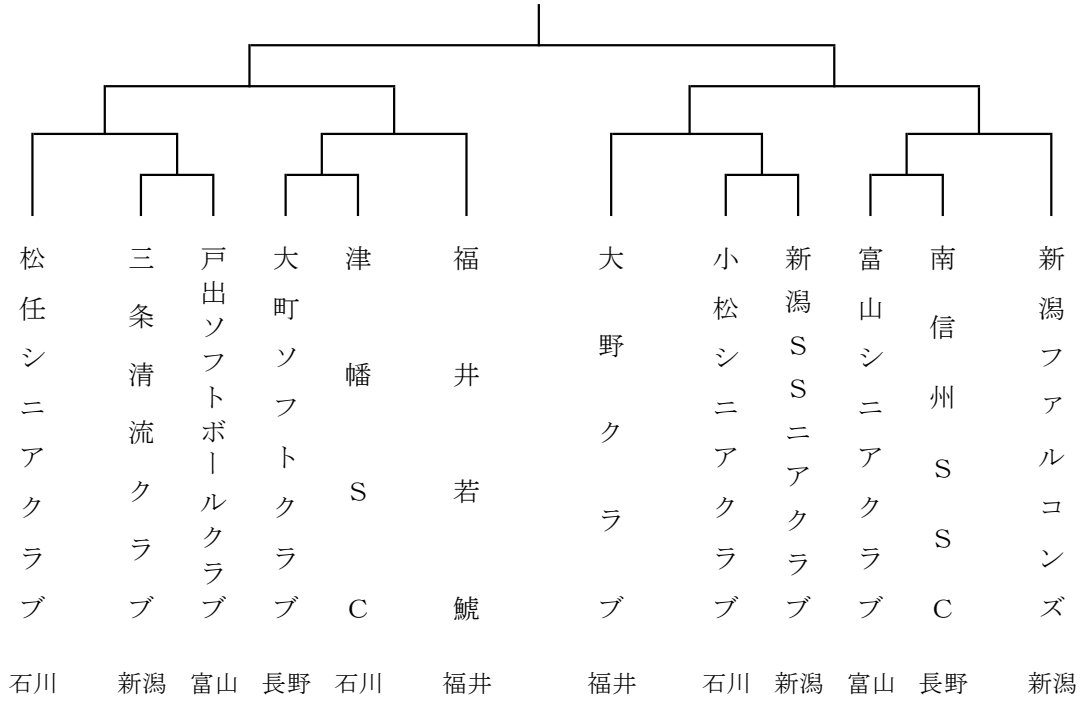 松任シニアクラブ
三条清流クラブ
戸出ソフトボールクラブ
大町ソフトクラブ
津幡SC
福井若鯱
大野クラブ
小松シニアクラブ
新潟SSニアクラブ
富山シニアクラブ
南信州SSC
新潟ファルコンズ
石川 新潟 富山 長野 石川 福井 福井 石川 新潟 富山 長野 新潟